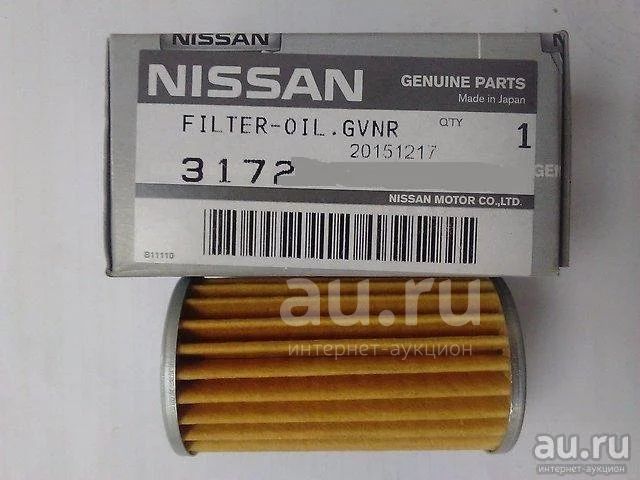 NISSAN
NISSAN
GENUINE PARTS
Made in Japan
FILTER-OIL.GVNR
QTY
1
20151217
3172
GEN
NISSAN MOTOR CO.,LTD.
B11110
au.ru
интернет-аукцион
au.ru
интернет-аукцион